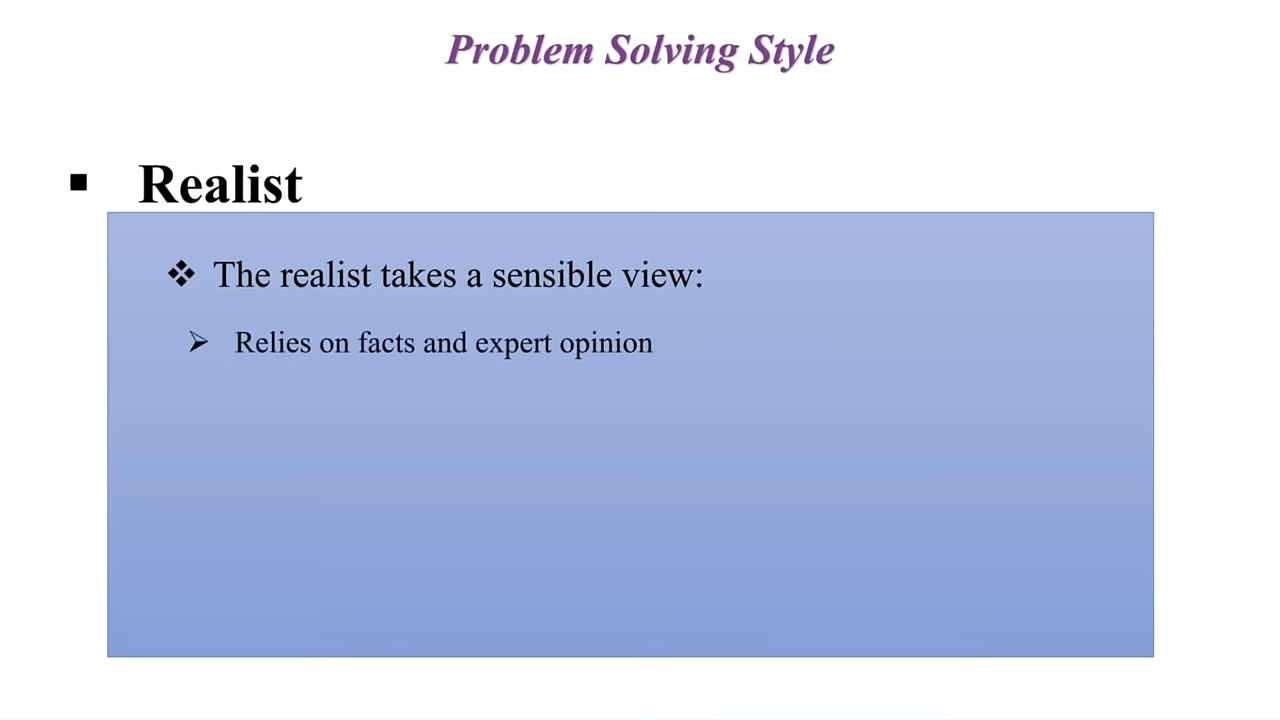 Problem Solving Style
▪ Realist
❖ The realist takes a sensible view:
➢ Relies on facts and expert opinion